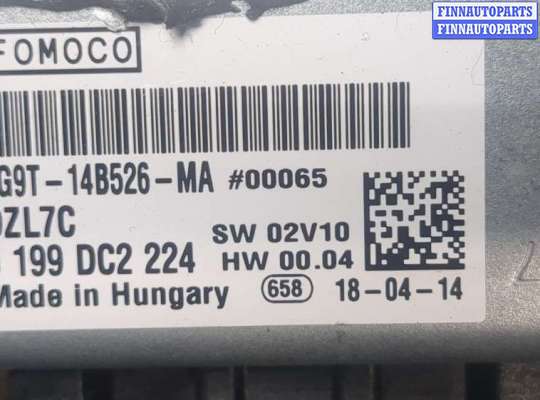 FINNAUTOPARTS
FINNAUTOPARTS
FOMOCO
G9T-14B526-MA #00065
ZL7C
SW 02V10
199 DC2 224
HW 00.04
Made in Hungary
658
18-04-14